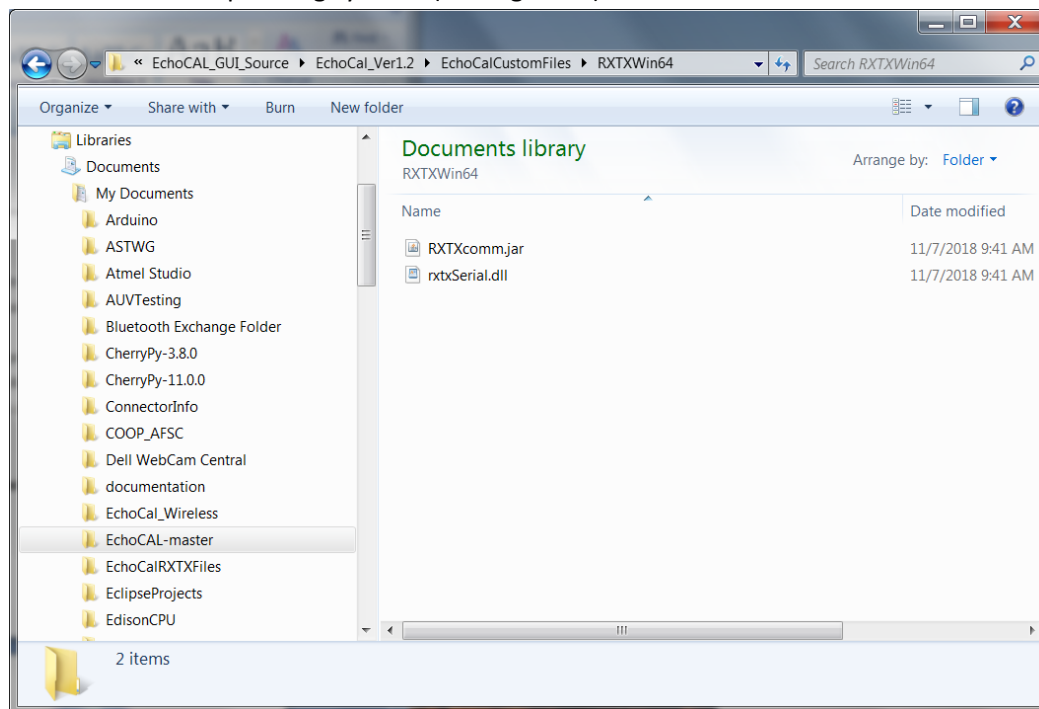 « EchoCAL_GUI_Source ▸ EchoCal_Ver1.2 ▸ EchoCalCustomFiles ▸ RXTXWin64
Search RXTXWin64
Organize Share with Burn New folder
Libraries
Documents
My Documents
Arduino
ASTWG
Atmel Studio
AUVTesting
Bluetooth Exchange Folder
CherryPy-3.8.0
CherryPy-11.0.0
ConnectorInfo
COOP_AFSC
Dell WebCam Central
documentation
EchoCal_Wireless
EchoCAL-master
EchoCalRXTXFiles
EclipseProjects
EdisonCPU
Documents library
RXTXWin64
Arrange by: Folder
Name Date modified
RXTXcomm.jar 11/7/2018 9:41 AM
rxtxSerial.dll 11/7/2018 9:41 AM
2 items